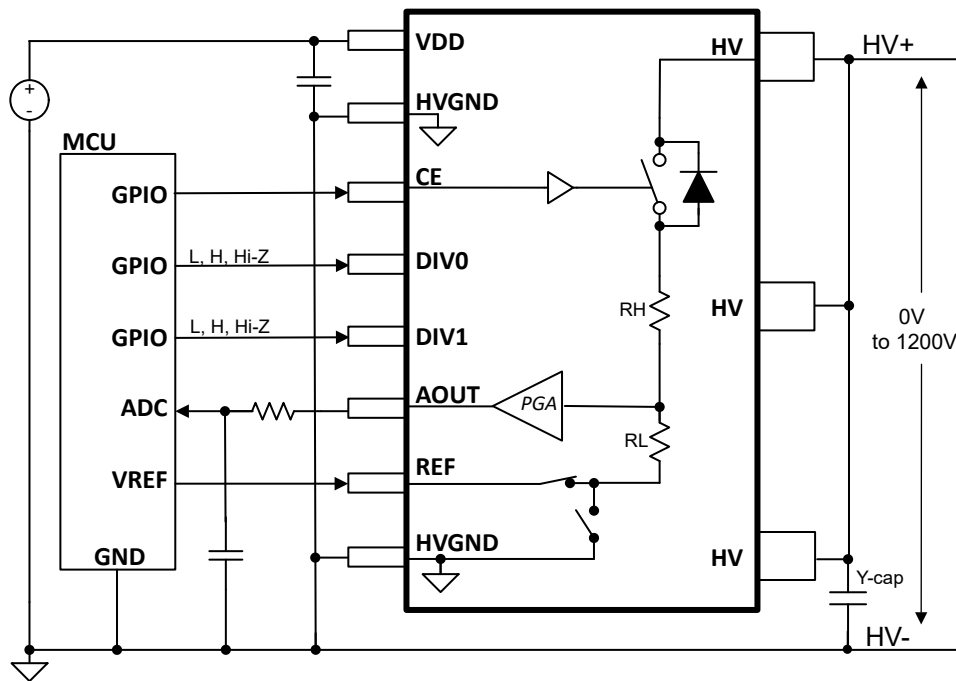 VDD
HV
HV+
+
-
HVGND
MCU
GPIO
CE
GPIO
L, H, Hi-Z
DIV0
RH
HV
0V
to 1200V
GPIO
L, H, Hi-Z
DIV1
ADC
AOUT
PGA
RL
VREF
REF
GND
HVGND
HV
Y-cap
HV-